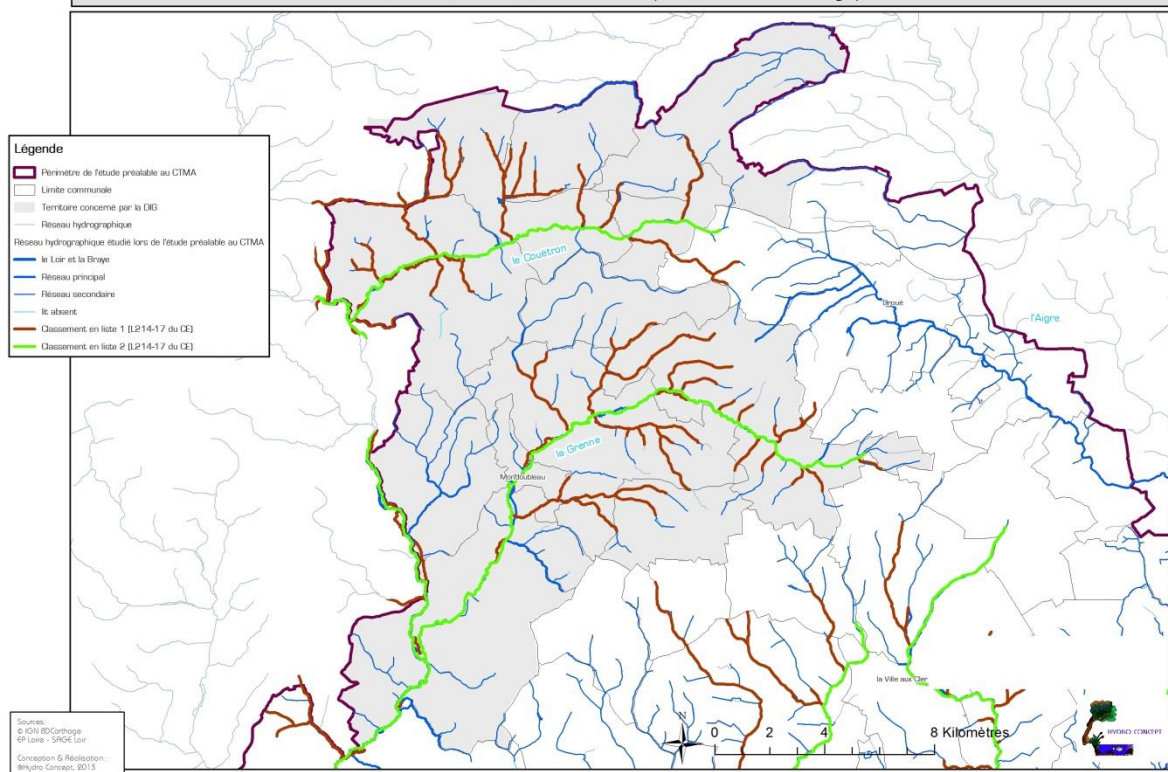 Légende
Périmètre de l'étude préalable au CTMA
Limite communale
Territoire concerné par la DIG
Réseau hydrographique
Réseau hydrographique étudié lors de l'étude préalable au CTMA
le Loir et la Braye
Réseau principal
Réseau secondaire
lit absent
Classement en liste 1 (L214-17 du CE)
Classement en liste 2 (L214-17 du CE)
le Couëtron
Droué
l'Aigre
la Grenne
Mondoubleau
la Ville aux Cler
N
0 2 4 8 Kilomètres
HYDRO CONCEPT
Sources:
© IGN BDCarthage
EP Loire - SAGE Loir
Conception & Réalisation :
©Hydro Concept, 2013